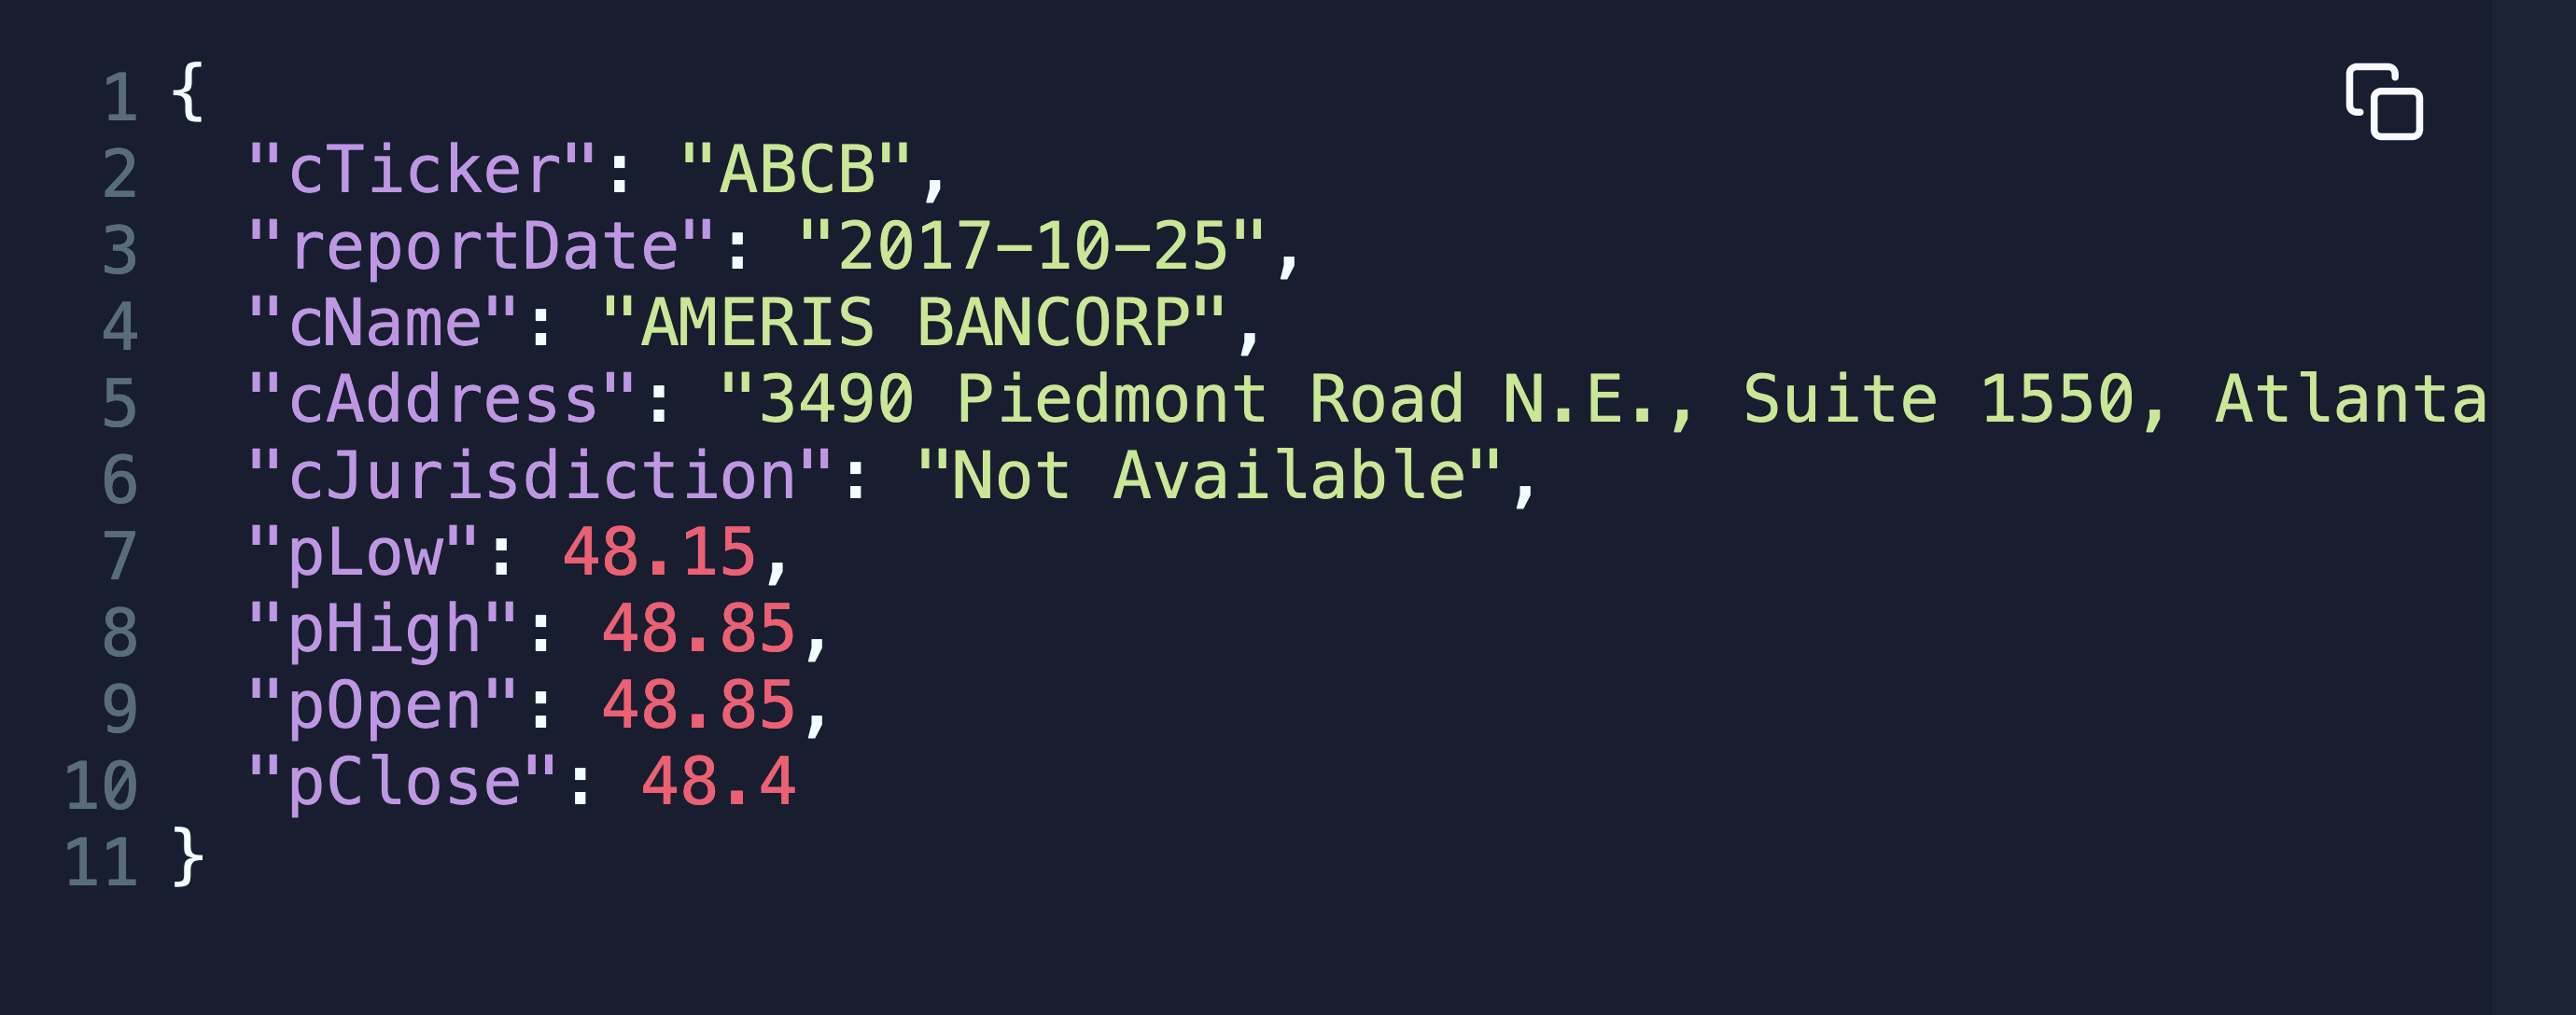 1 {
2   "cTicker": "ABCB",
3   "reportDate": "2017-10-25",
4   "cName": "AMERIS BANCORP",
5   "cAddress": "3490 Piedmont Road N.E., Suite 1550, Atlanta
6   "cJurisdiction": "Not Available",
7   "pLow": 48.15,
8   "pHigh": 48.85,
9   "pOpen": 48.85,
10   "pClose": 48.4
11 }